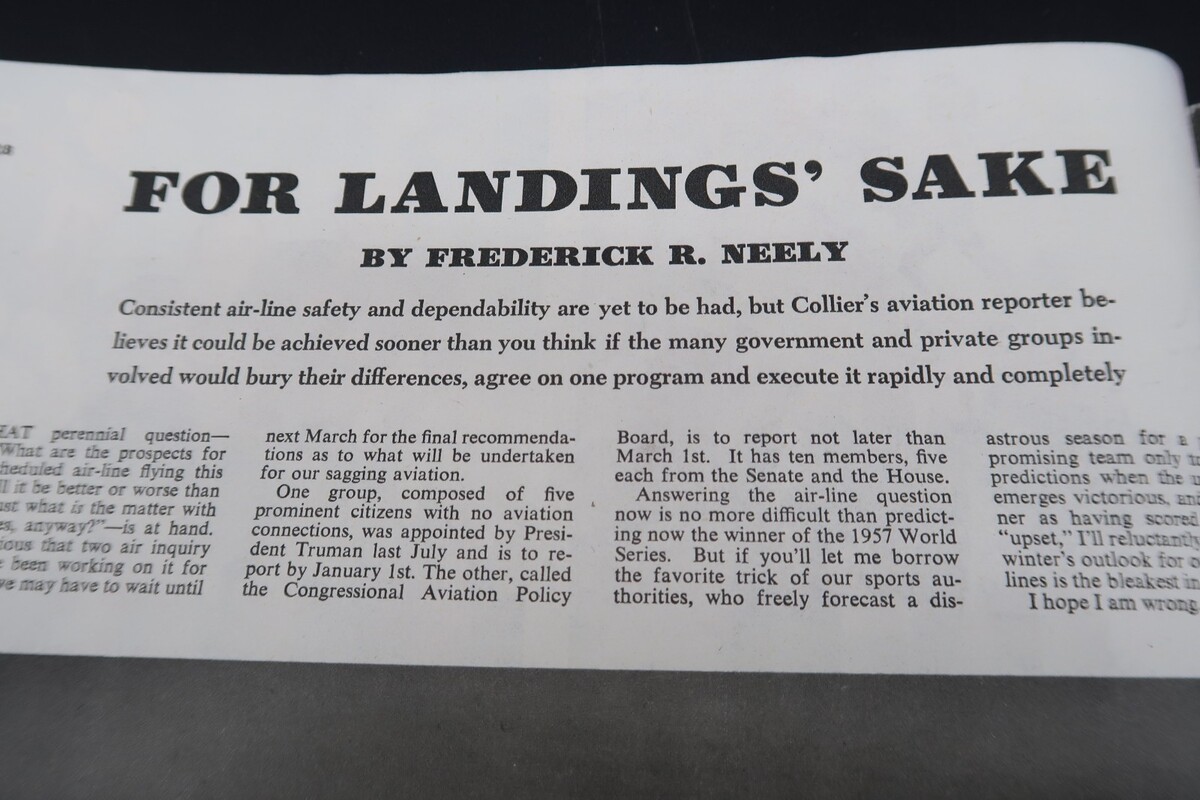 FOR LANDINGS' SAKE
BY FREDERICK R. NEELY
Consistent air-line safety and dependability are yet to be had, but Collier's aviation reporter be-
lieves it could be achieved sooner than you think if the many government and private groups in-
volved would bury their differences, agree on one program and execute it rapidly and completely
perennial question—
What are the prospects for
air-line flying this
it be better or worse than
what is the matter with
anyway?"—is at hand.
that two air inquiry
been working on it for
we may have to wait until
next March for the final recommenda-
tions as to what will be undertaken
for our sagging aviation.
One group, composed of five
prominent citizens with no aviation
connections, was appointed by Presi-
dent Truman last July and is to re-
port by January 1st. The other, called
the Congressional Aviation Policy
Board, is to report not later than
March 1st. It has ten members, five
each from the Senate and the House.
Answering the air-line question
now is no more difficult than predict-
ing now the winner of the 1957 World
Series. But if you'll let me borrow
the favorite trick of our sports au-
thorities, who freely forecast a dis-
astrous season for a
promising team only
predictions when the
emerges victorious,
ner as having scored
"upset," I'll reluctantly
winter's outlook for
lines is the bleakest in
I hope I am wrong